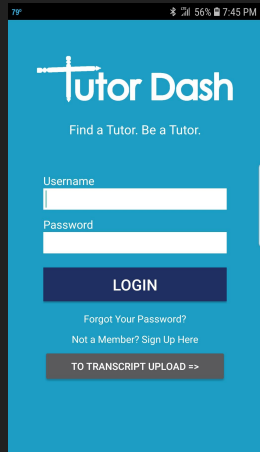 79° 56% 7:45 PM
Tutor Dash
Find a Tutor. Be a Tutor.
Username
Password
LOGIN
Forgot Your Password?
Not a Member? Sign Up Here
TO TRANSCRIPT UPLOAD =>